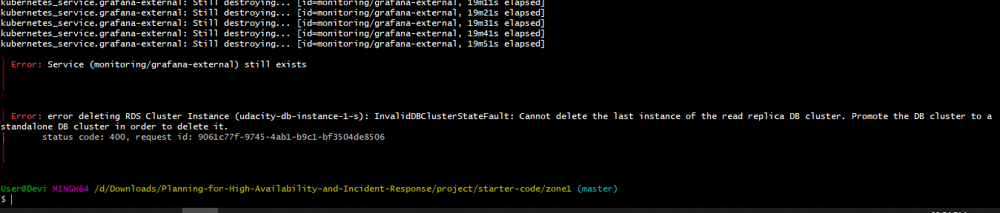 kubernetes_service.grafana-external: Still destroying... [id=monitoring/grafana-external, 19m11s elapsed]
kubernetes_service.grafana-external: Still destroying... [id=monitoring/grafana-external, 19m21s elapsed]
kubernetes_service.grafana-external: Still destroying... [id=monitoring/grafana-external, 19m31s elapsed]
kubernetes_service.grafana-external: Still destroying... [id=monitoring/grafana-external, 19m41s elapsed]
kubernetes_service.grafana-external: Still destroying... [id=monitoring/grafana-external, 19m51s elapsed]
Error: Service (monitoring/grafana-external) still exists
Error: error deleting RDS Cluster Instance (udacity-db-instance-1-s): InvalidDBClusterStateFault: Cannot delete the last instance of the read replica DB cluster. Promote the DB cluster to a
standalone DB cluster in order to delete it.
status code: 400, request id: 9061c77f-9745-4ab1-b9c1-bf3504de8506
User@Devi MINGW64 /d/Downloads/Planning-for-High-Availability-and-Incident-Response/project/starter-code/zone1 (master)
$